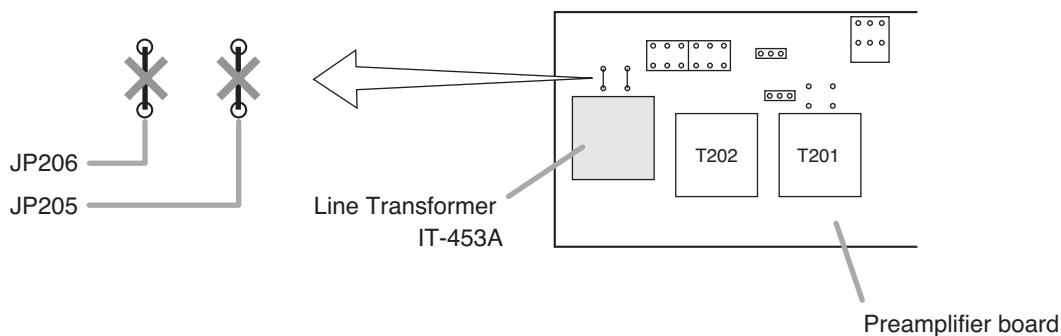 T202
T201
JP206
JP205
Line Transformer
IT-453A
Preamplifier board